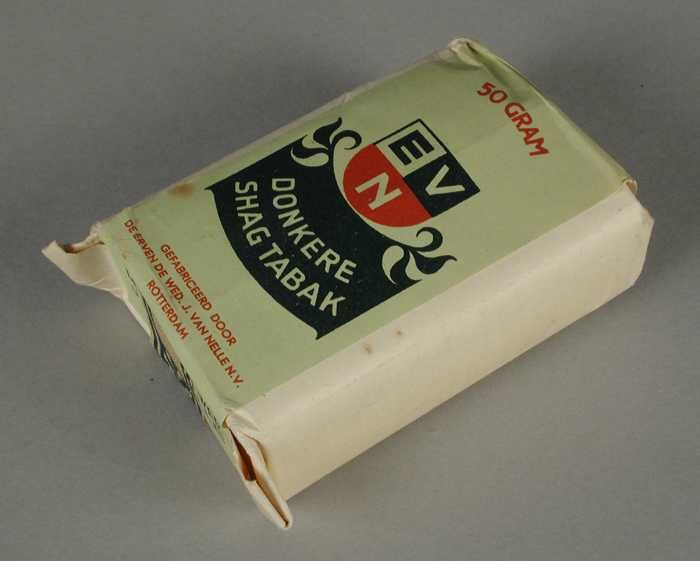 50 GRAM
E V
N
DONKERE
SHAG TABAK
GEFABRICEERD DOOR
DE ERVEN DE WED. J. VAN NELLE N.V.
ROTTERDAM